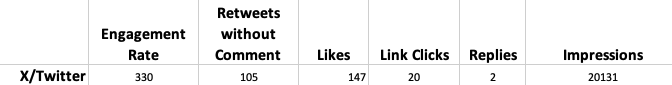 Engagement Rate	Retweets without Comment	Likes	Link Clicks	Replies	Impressions
X/Twitter	330	105	147	20	2	20131